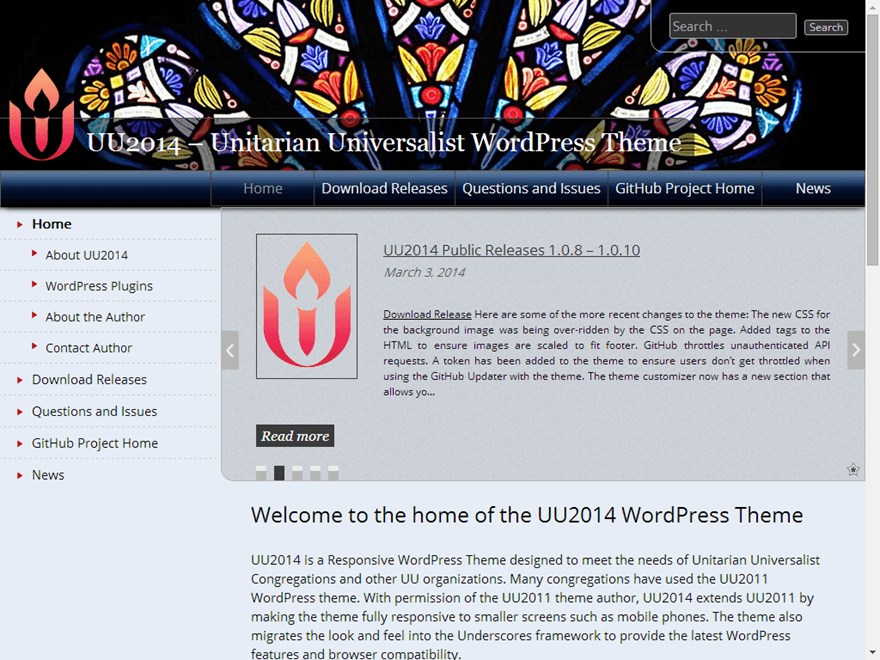 Search ...
Search
UU2014 – Unitarian Universalist WordPress Theme
Home
Download Releases
Questions and Issues
GitHub Project Home
News
Home
About UU2014
WordPress Plugins
About the Author
Contact Author
Download Releases
Questions and Issues
GitHub Project Home
News
UU2014 Public Releases 1.0.8 – 1.0.10
March 3, 2014
Download Release Here are some of the more recent changes to the theme: The new CSS for
the background image was being over-ridden by the CSS on the page. Added tags to the
HTML to ensure images are scaled to fit footer. GitHub throttles unauthenticated API
requests. A token has been added to the theme to ensure users don't get throttled when
using the GitHub Updater with the theme. The theme customizer now has a new section that
allows yo...
Read more
Welcome to the home of the UU2014 WordPress Theme
UU2014 is a Responsive WordPress Theme designed to meet the needs of Unitarian Universalist
Congregations and other UU organizations. Many congregations have used the UU2011
WordPress theme. With permission of the UU2011 theme author, UU2014 extends UU2011 by
making the theme fully responsive to smaller screens such as mobile phones. The theme also
migrates the look and feel into the Underscores framework to provide the latest WordPress
features and browser compatibility.